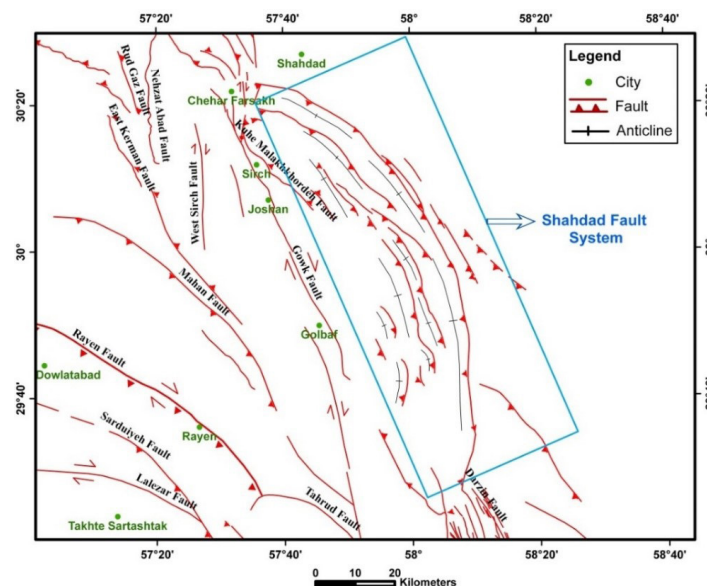 57°20'
57°40'
58°
58°20'
58°40'
Shahdad
Legend
City
Fault
Anticline
Rud Gaz Fault
Nehzat Abad Fault
Chehar Farsakh
30°20'
East Kerman Fault
Kuhe Malakhkhordeh Fault
West Sirch Fault
Sirch
Joshan
Shahdad Fault
System
30°
Gowk Fault
Mahan Fault
Golbaf
Rayen Fault
Dowlatabad
29°40'
Sarduiyeh Fault
Rayen
Lalezar Fault
Tahrud Fault
Darzin Fault
Takhte Sartashtak
57°20'
57°40'
58°
58°20'
58°40'
0 10 20
Kilometers